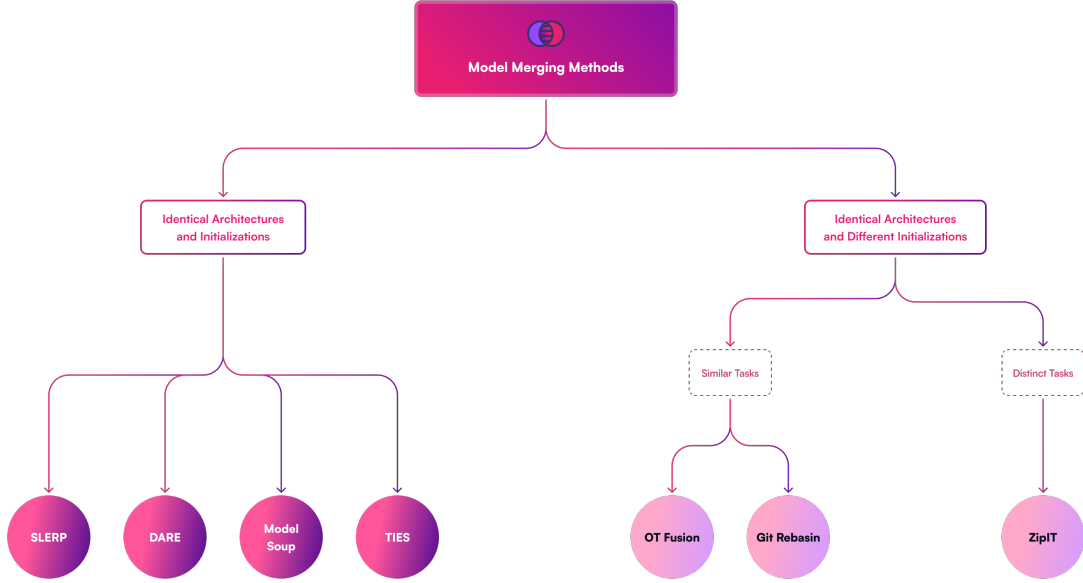 Model Merging Methods
Identical Architectures
and Initializations
Identical Architectures
and Different Initializations
Similar Tasks
Distinct Tasks
SLERP
DARE
Model
Soup
TIES
OT Fusion
Git Rebasin
ZipIT